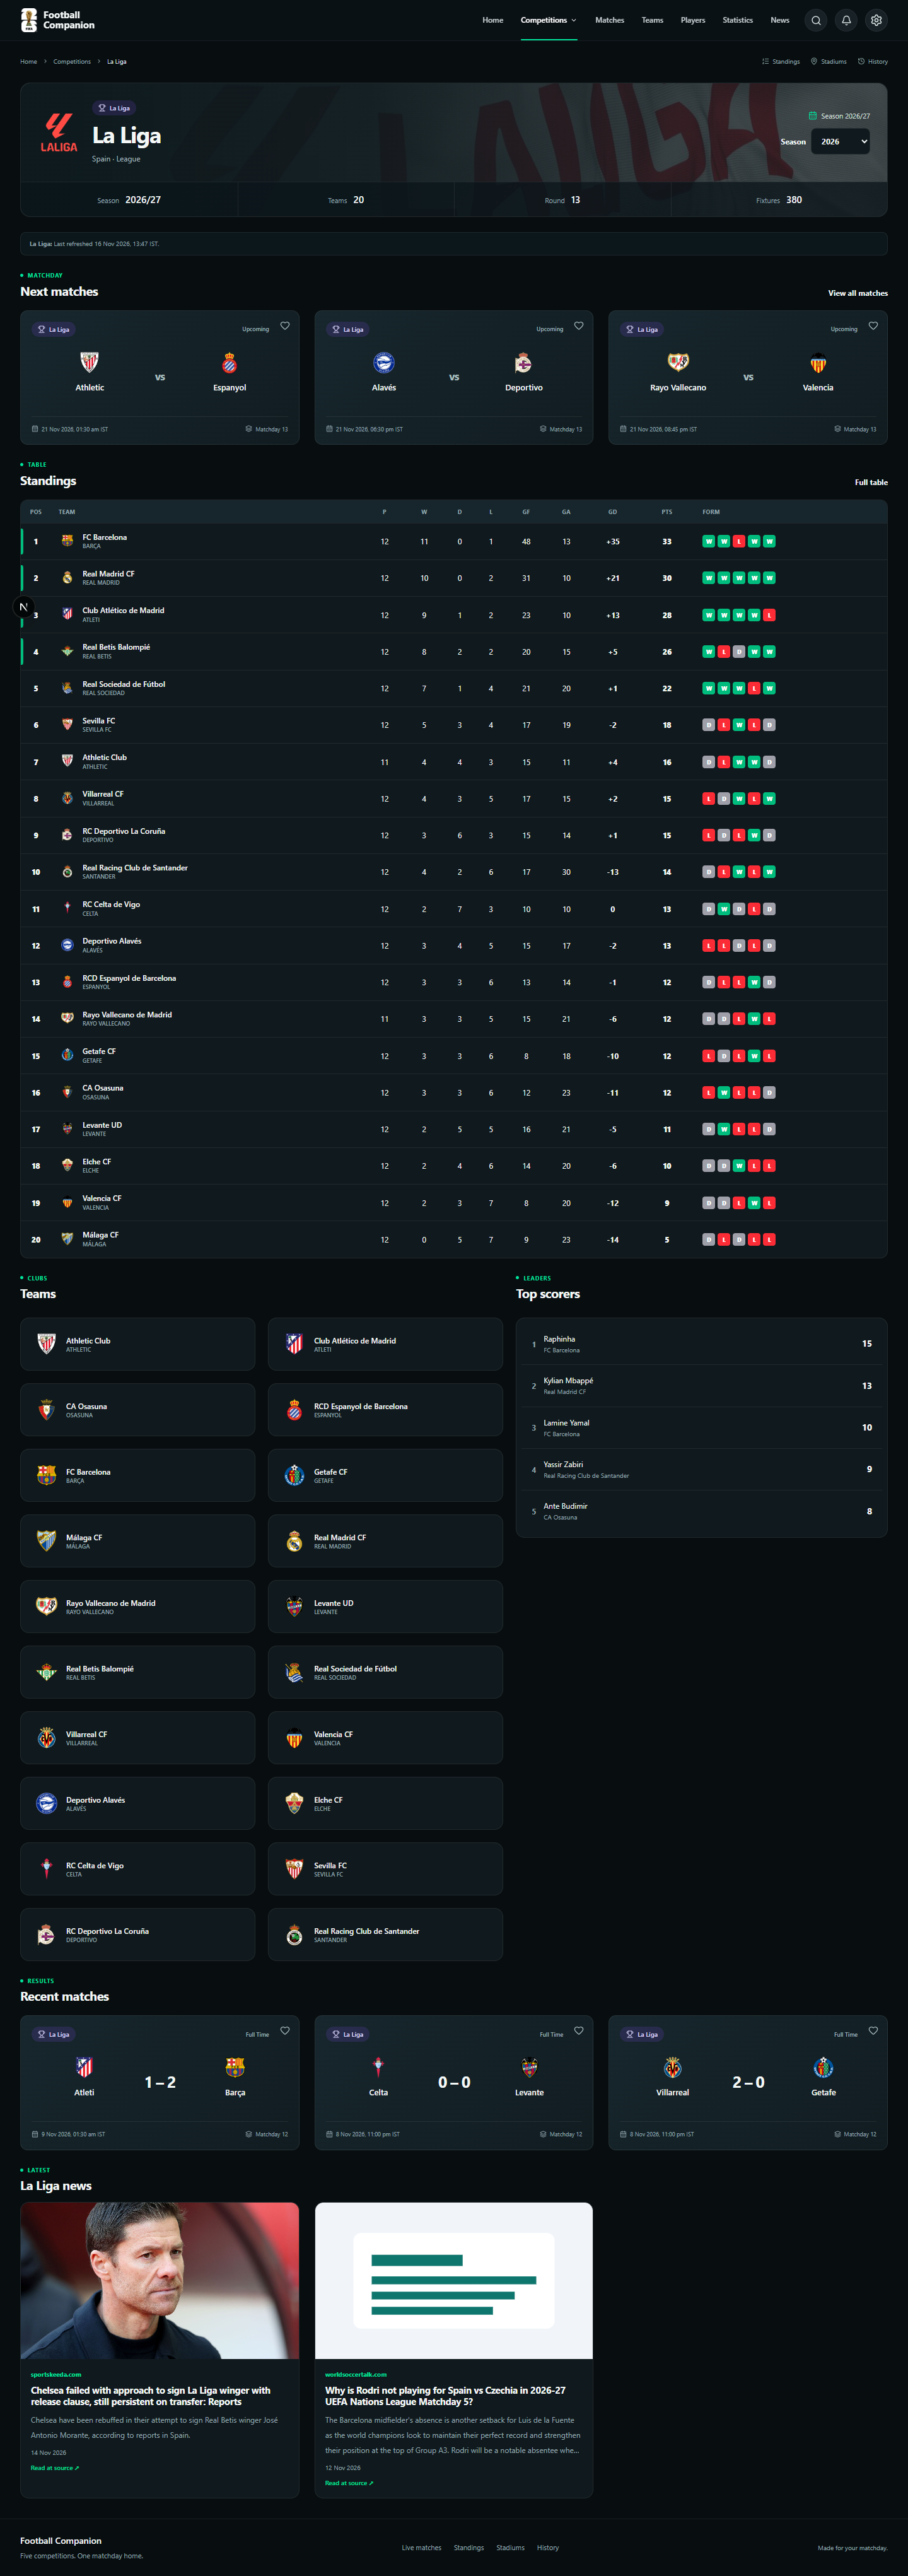 Football
Companion
Home
Competitions
Matches
Teams
Players
Statistics
News
Home > Competitions > La Liga
Standings
Stadiums
History
LALIGA
La Liga
La Liga
Spain · League
Season 2026/27
Season 2026
Season 2026/27
Teams 20
Round 13
Fixtures 380
La Liga: Last refreshed 16 Nov 2026, 13:47 IST.
MATCHDAY
Next matches
View all matches
La Liga Upcoming
Athletic VS Espanyol
21 Nov 2026, 01:30 am IST Matchday 13
La Liga Upcoming
Alavés VS Deportivo
21 Nov 2026, 06:30 pm IST Matchday 13
La Liga Upcoming
Rayo Vallecano VS Valencia
21 Nov 2026, 08:45 pm IST Matchday 13
TABLE
Standings
Full table
POS TEAM P W D L GF GA GD PTS FORM
1 FC Barcelona 12 11 0 1 48 13 +35 33 W W L W W
BARÇA
2 Real Madrid CF 12 10 0 2 31 10 +21 30 W W W W W
REAL MADRID
N
3 Club Atlético de Madrid 12 9 1 2 23 10 +13 28 W W W W L
ATLETI
4 Real Betis Balompié 12 8 2 2 20 15 +5 26 W L D W W
REAL BETIS
5 Real Sociedad de Fútbol 12 7 1 4 21 20 +1 22 W W W L W
REAL SOCIEDAD
6 Sevilla FC 12 5 3 4 17 19 -2 18 D L W L D
SEVILLA FC
7 Athletic Club 11 4 4 3 15 11 +4 16 D L W W D
ATHLETIC
8 Villarreal CF 12 4 3 5 17 15 +2 15 L D W L W
VILLARREAL
9 RC Deportivo La Coruña 12 3 6 3 15 14 +1 15 L D L W D
DEPORTIVO
10 Real Racing Club de Santander 12 4 2 6 17 30 -13 14 D L W L W
SANTANDER
11 RC Celta de Vigo 12 2 7 3 10 10 0 13 D W D L D
CELTA
12 Deportivo Alavés 12 3 4 5 15 17 -2 13 L L D L D
ALAVÉS
13 RCD Espanyol de Barcelona 12 3 3 6 13 14 -1 12 D L L W D
ESPANYOL
14 Rayo Vallecano de Madrid 11 3 3 5 15 21 -6 12 D D L W L
RAYO VALLECANO
15 Getafe CF 12 3 3 6 8 18 -10 12 L D L W L
GETAFE
16 CA Osasuna 12 3 3 6 12 23 -11 12 L W L L D
OSASUNA
17 Levante UD 12 2 5 5 16 21 -5 11 D W L L D
LEVANTE
18 Elche CF 12 2 4 6 14 20 -6 10 D D W L L
ELCHE
19 Valencia CF 12 2 3 7 8 20 -12 9 D D L W L
VALENCIA
20 Málaga CF 12 0 5 7 9 23 -14 5 D L D L L
MÁLAGA
CLUBS
Teams
Athletic Club
ATHLETIC
Club Atlético de Madrid
ATLETI
CA Osasuna
OSASUNA
RCD Espanyol de Barcelona
ESPANYOL
FC Barcelona
BARÇA
Getafe CF
GETAFE
Málaga CF
MÁLAGA
Real Madrid CF
REAL MADRID
Rayo Vallecano de Madrid
RAYO VALLECANO
Levante UD
LEVANTE
Real Betis Balompié
REAL BETIS
Real Sociedad de Fútbol
REAL SOCIEDAD
Villarreal CF
VILLARREAL
Valencia CF
VALENCIA
Deportivo Alavés
ALAVÉS
Elche CF
ELCHE
RC Celta de Vigo
CELTA
Sevilla FC
SEVILLA FC
RC Deportivo La Coruña
DEPORTIVO
Real Racing Club de Santander
SANTANDER
LEADERS
Top scorers
1 Raphinha 15
FC Barcelona
2 Kylian Mbappé 13
Real Madrid CF
3 Lamine Yamal 10
FC Barcelona
4 Yassir Zabiri 9
Real Racing Club de Santander
5 Ante Budimir 8
CA Osasuna
RESULTS
Recent matches
La Liga Full Time
Atleti 1 – 2 Barça
9 Nov 2026, 01:30 am IST Matchday 12
La Liga Full Time
Celta 0 – 0 Levante
8 Nov 2026, 11:00 pm IST Matchday 12
La Liga Full Time
Villarreal 2 – 0 Getafe
8 Nov 2026, 11:00 pm IST Matchday 12
LATEST
La Liga news
sportskeeda.com
Chelsea failed with approach to sign La Liga winger with
release clause, still persistent on transfer: Reports
Chelsea have been rebuffed in their attempt to sign Real Betis winger José
Antonio Morante, according to reports in Spain.
14 Nov 2026
Read at source ↗
worldsoccertalk.com
Why is Rodri not playing for Spain vs Czechia in 2026-27
UEFA Nations League Matchday 5?
The Barcelona midfielder's absence is another setback for Luis de la Fuente
as the world champions look to maintain their perfect record and strengthen
their position at the top of Group A3. Rodri will be a notable absentee whe...
12 Nov 2026
Read at source ↗
Football Companion
Five competitions. One matchday home.
Live matches
Standings
Stadiums
History
Made for your matchday.